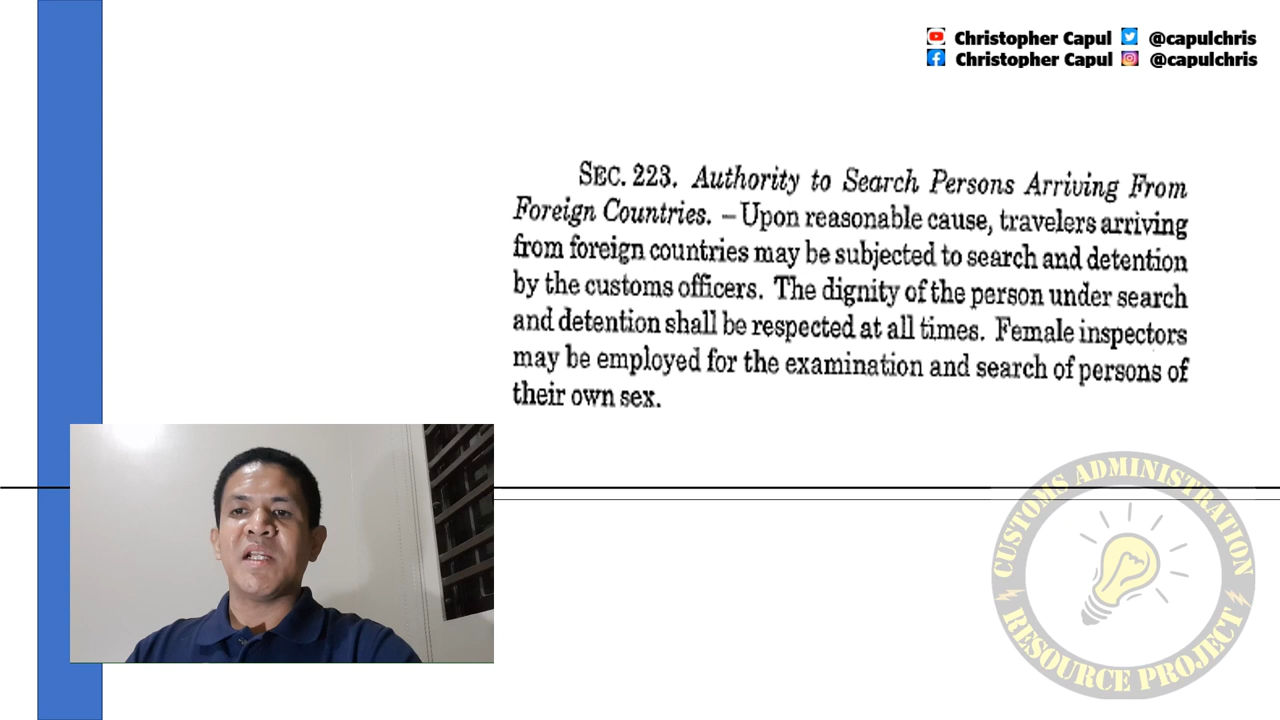 Christopher Capul @capulchris
Christopher Capul @capulchris
SEC. 223. Authority to Search Persons Arriving From
Foreign Countries. – Upon reasonable cause, travelers arriving
from foreign countries may be subjected to search and detention
by the customs officers. The dignity of the person under search
and detention shall be respected at all times. Female inspectors
may be employed for the examination and search of persons of
their own sex.
CUSTOMS ADMINISTRATION
RESOURCE PROJECT